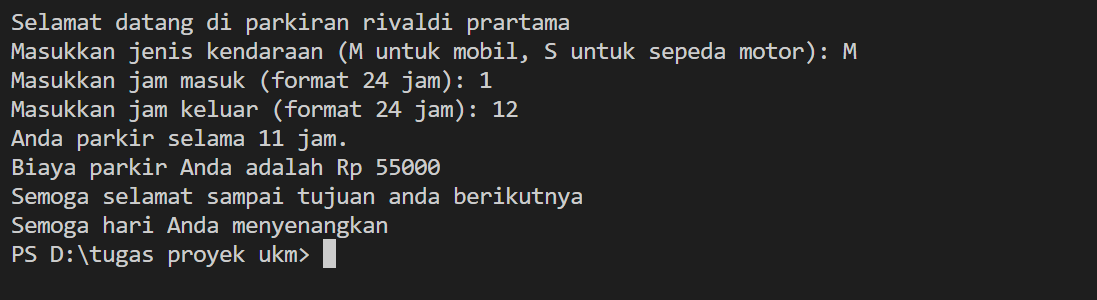 Selamat datang di parkiran rivaldi prartama
Masukkan jenis kendaraan (M untuk mobil, S untuk sepeda motor): M
Masukkan jam masuk (format 24 jam): 1
Masukkan jam keluar (format 24 jam): 12
Anda parkir selama 11 jam.
Biaya parkir Anda adalah Rp 55000
Semoga selamat sampai tujuan anda berikutnya
Semoga hari Anda menyenangkan
PS D:\tugas proyek ukm>